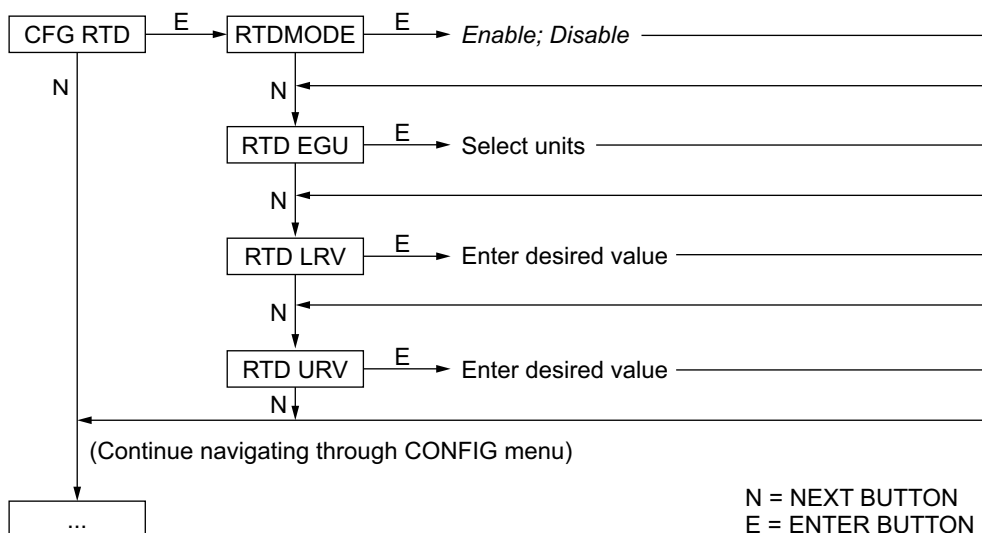 CFG RTD E RTDMODE E Enable; Disable
N
N
RTD EGU E Select units
N
RTD LRV E Enter desired value
N
RTD URV E Enter desired value
N
(Continue navigating through CONFIG menu)
...
N = NEXT BUTTON
E = ENTER BUTTON